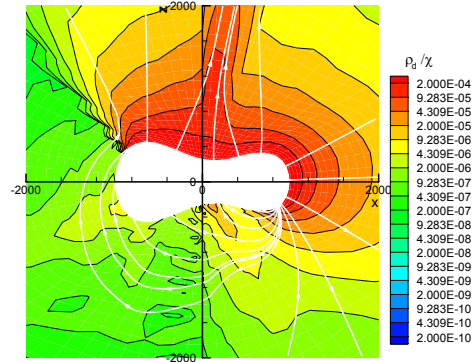 2000
z
-2000
0
2000
x
0
-2000
ρd/χ
2.000E-04
9.283E-05
4.309E-05
2.000E-05
9.283E-06
4.309E-06
2.000E-06
9.283E-07
4.309E-07
2.000E-07
9.283E-08
4.309E-08
2.000E-08
9.283E-09
4.309E-09
2.000E-09
9.283E-10
4.309E-10
2.000E-10